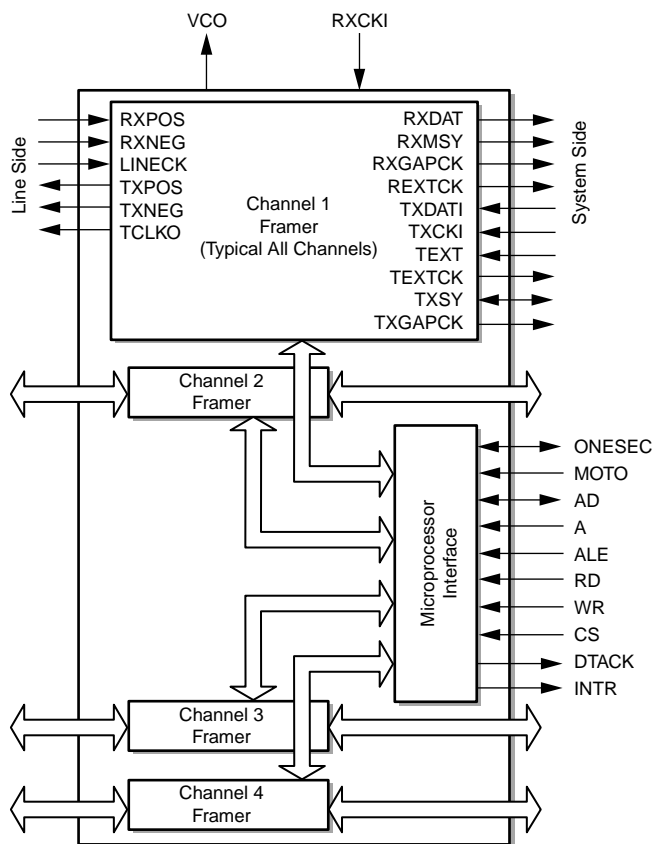 VCO
RXCKI
Line Side
RXPOS
RXNEG
LINECK
TXPOS
TXNEG
TCLKO
Channel 1
Framer
(Typical All Channels)
RXDAT
RXMSY
RXGAPCK
REXTCK
TXDATI
TXCKI
TEXT
TEXTCK
TXSY
TXGAPCK
System Side
Channel 2
Framer
Microprocessor
Interface
ONESEC
MOTO
AD
A
ALE
RD
WR
CS
DTACK
INTR
Channel 3
Framer
Channel 4
Framer